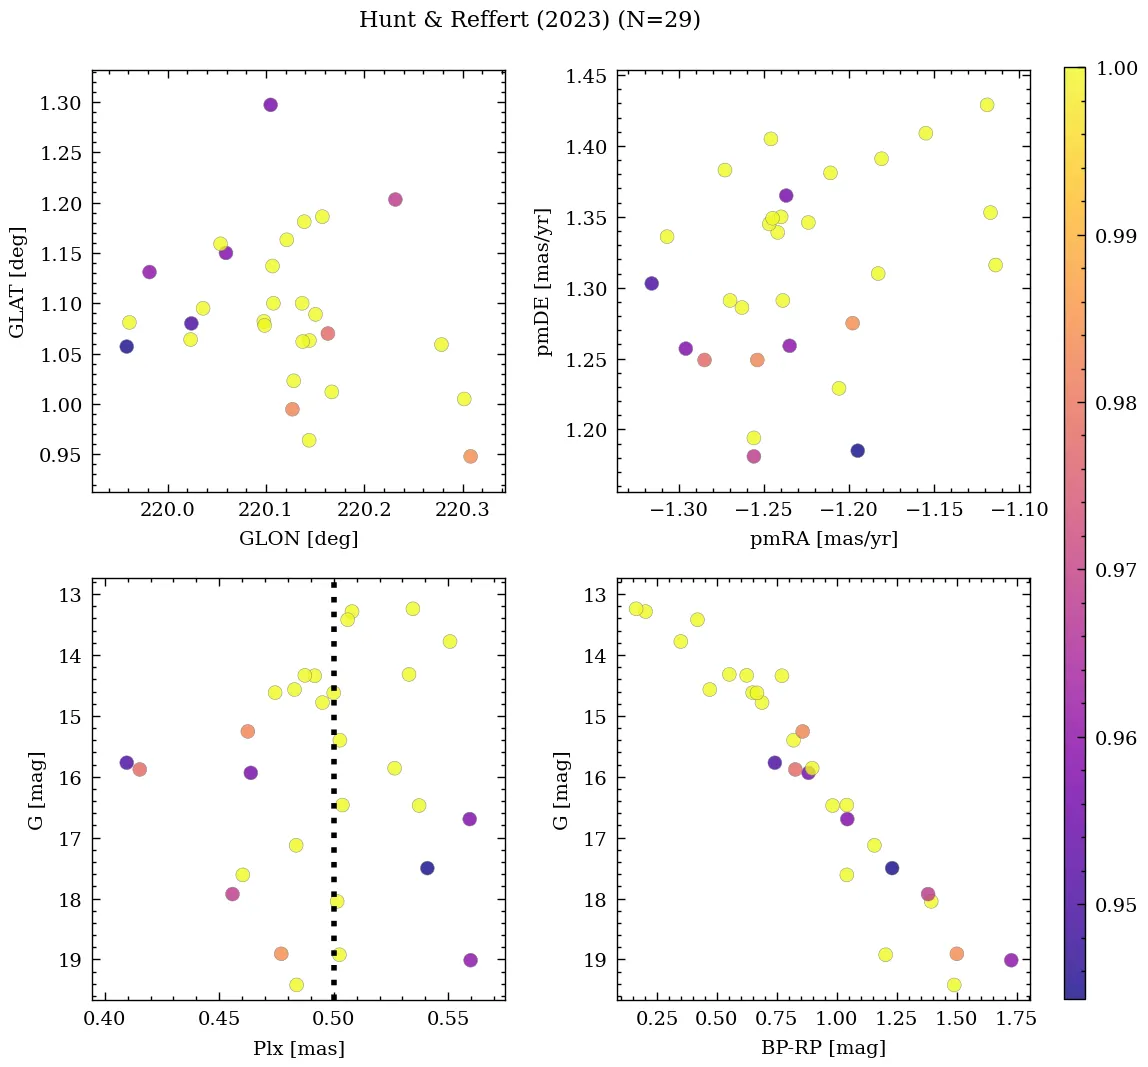 Hunt & Reffert (2023) (N=29)
GLAT [deg]
1.30
1.25
1.20
1.15
1.10
1.05
1.00
0.95
220.0 220.1 220.2 220.3
GLON [deg]
pmDE [mas/yr]
1.45
1.40
1.35
1.30
1.25
1.20
−1.30 −1.25 −1.20 −1.15 −1.10
pmRA [mas/yr]
G [mag]
13
14
15
16
17
18
19
0.40 0.45 0.50 0.55
Plx [mas]
G [mag]
13
14
15
16
17
18
19
0.25 0.50 0.75 1.00 1.25 1.50 1.75
BP-RP [mag]
1.00
0.99
0.98
0.97
0.96
0.95